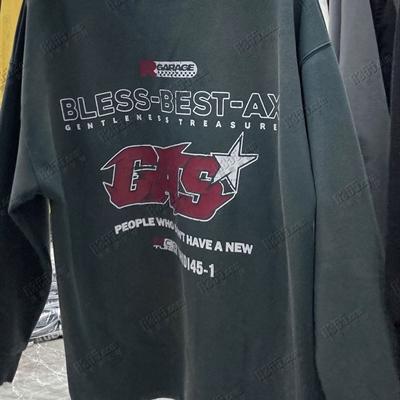 R GARAGE
BLESS-BEST-AX
GENTLENESS TREASURE
GAS
PEOPLE WHO HAVE A NEW
145-1